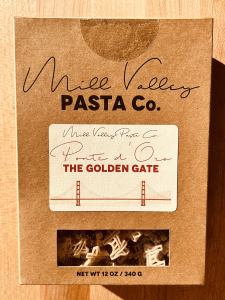 Mill Valley
PASTA Co.
Mill Valley Pasta Co.
Ponte d'Oro
THE GOLDEN GATE
NET WT 12 OZ / 340 G